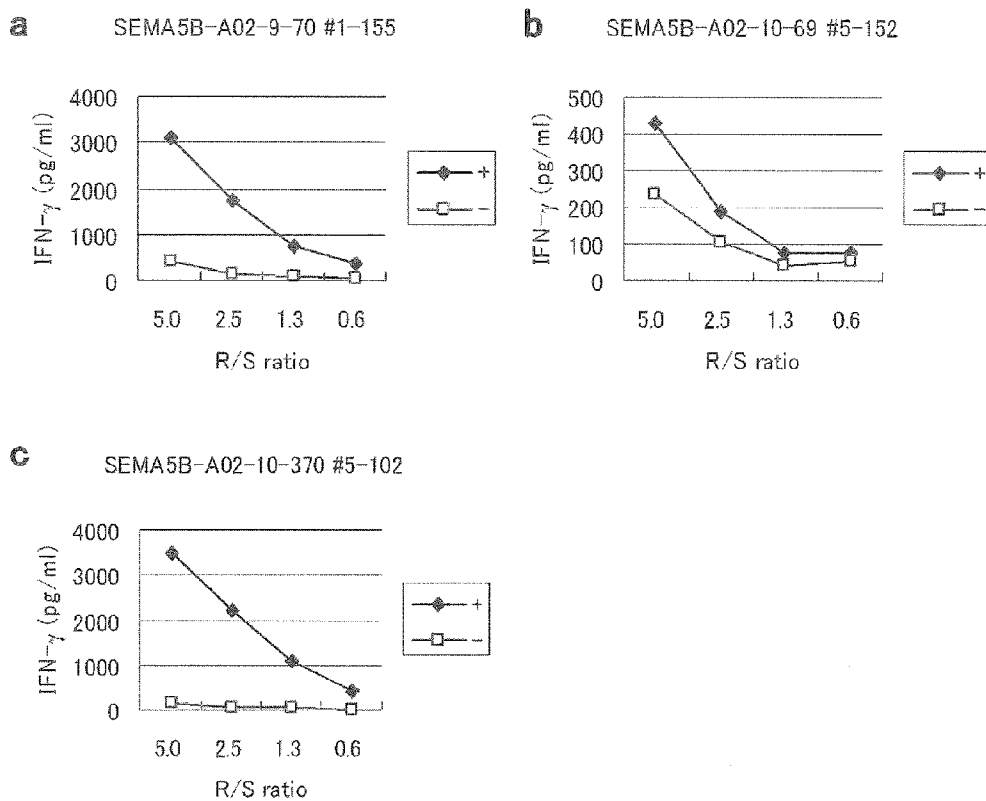 a
SEMA5B-A02-9-70 #1-155
IFN-γ (pg/ml)
4000
3000
2000
1000
0
5.0 2.5 1.3 0.6
R/S ratio
+
-
b
SEMA5B-A02-10-69 #5-152
IFN-γ (pg/ml)
500
400
300
200
100
0
5.0 2.5 1.3 0.6
R/S ratio
+
-
c
SEMA5B-A02-10-370 #5-102
IFN-γ (pg/ml)
4000
3000
2000
1000
0
5.0 2.5 1.3 0.6
R/S ratio
+
-